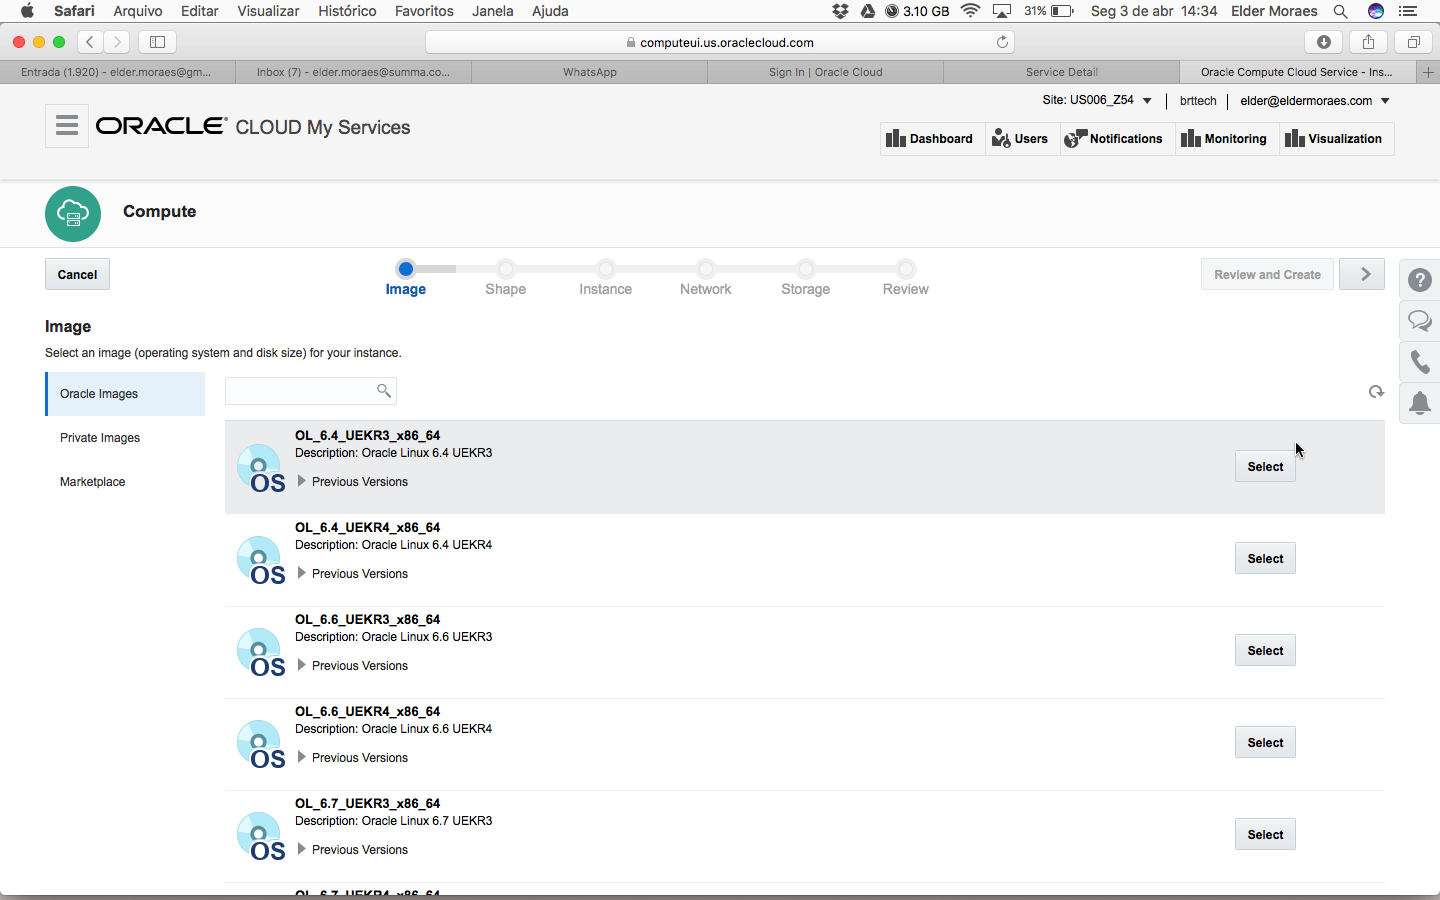 Safari Arquivo Editar Visualizar Histórico Favoritos Janela Ajuda 3.10 GB 31% Seg 3 de abr 14:34 Elder Moraes
computeui.us.oraclecloud.com
Entrada (1.920) - elder.moraes@gm... Inbox (7) - elder.moraes@summa.co... WhatsApp Sign In | Oracle Cloud Service Detail Oracle Compute Cloud Service - Ins...
Site: US006_Z54 brttech elder@eldermoraes.com
ORACLE CLOUD My Services
Dashboard Users Notifications Monitoring Visualization
Compute
Cancel
Image Shape Instance Network Storage Review
Review and Create
Image
Select an image (operating system and disk size) for your instance.
Oracle Images
Private Images
Marketplace
OL_6.4_UEKR3_x86_64
Description: Oracle Linux 6.4 UEKR3
OS
Previous Versions
Select
OL_6.4_UEKR4_x86_64
Description: Oracle Linux 6.4 UEKR4
OS
Previous Versions
Select
OL_6.6_UEKR3_x86_64
Description: Oracle Linux 6.6 UEKR3
OS
Previous Versions
Select
OL_6.6_UEKR4_x86_64
Description: Oracle Linux 6.6 UEKR4
OS
Previous Versions
Select
OL_6.7_UEKR3_x86_64
Description: Oracle Linux 6.7 UEKR3
OS
Previous Versions
Select
OL_6.7_UEKR4_x86_64